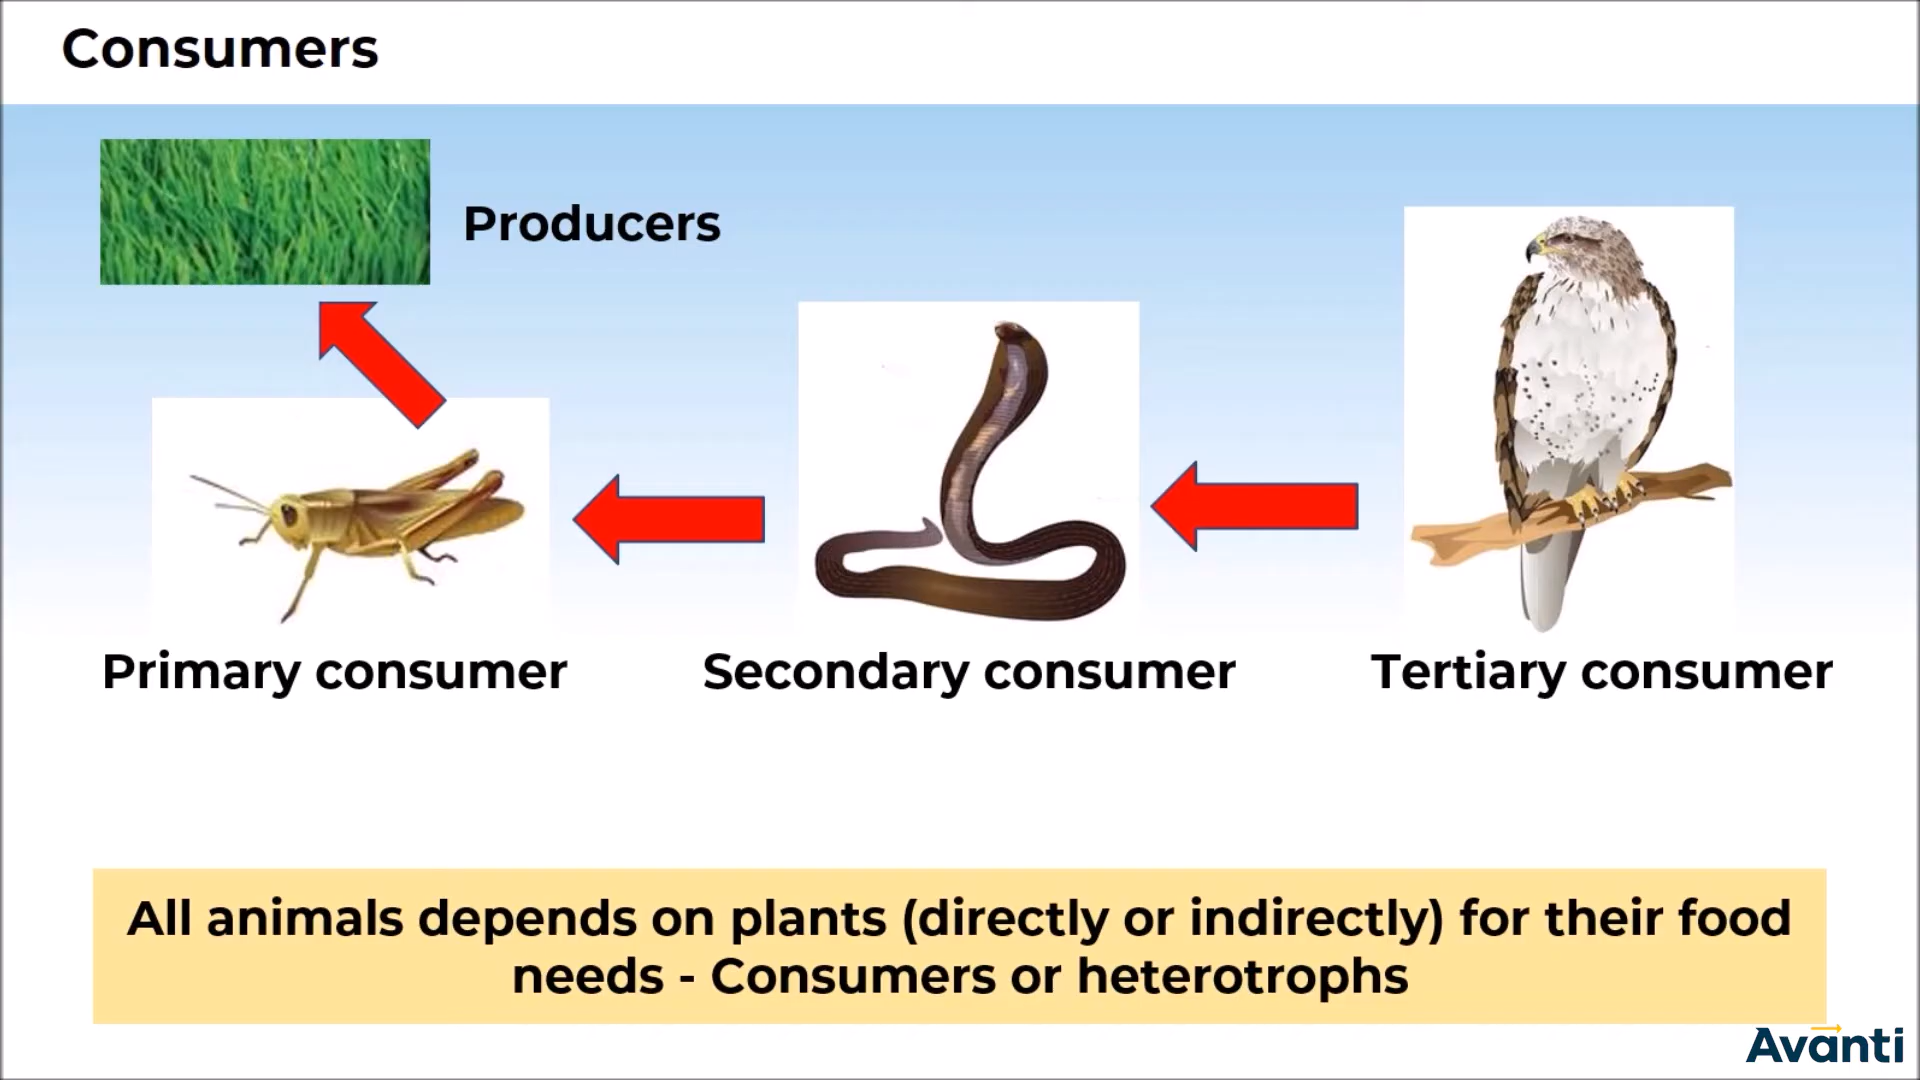 Consumers
Producers
Primary consumer
Secondary consumer
Tertiary consumer
All animals depends on plants (directly or indirectly) for their food
needs - Consumers or heterotrophs
Avanti